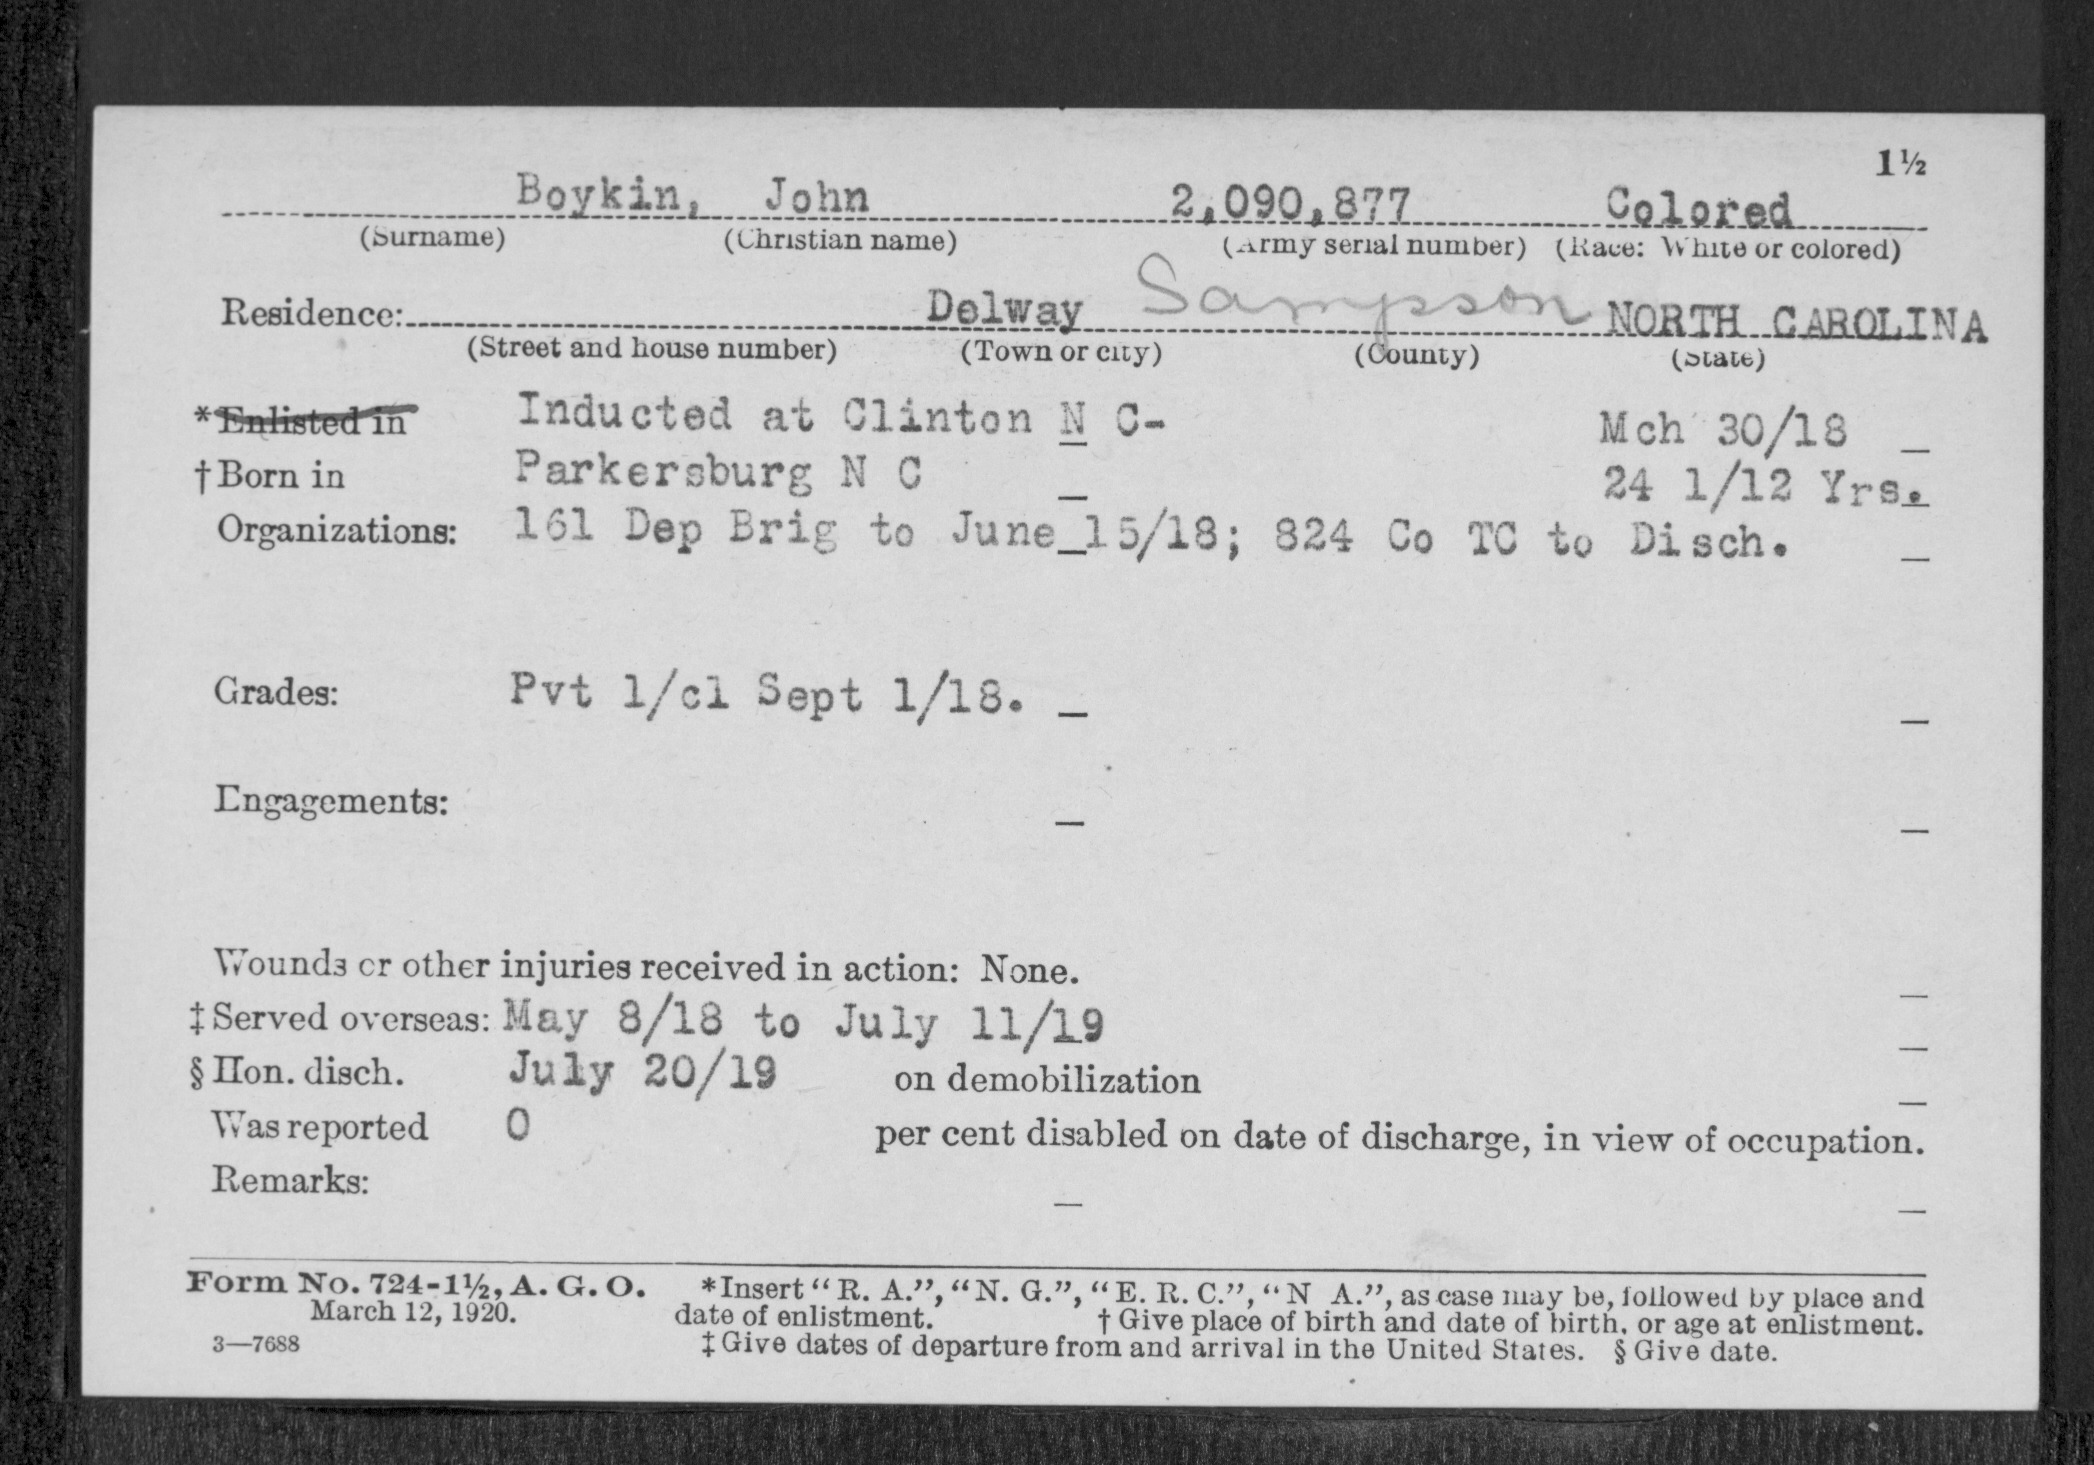 1½
Boykin, John 2,090,877 Colored
(Surname) (Christian name) (Army serial number) (Race: White or colored)
Residence: Delway Sampson NORTH CAROLINA
(Street and house number) (Town or city) (County) (State)
*Enlisted in Inducted at Clinton N C- Mch 30/18
†Born in Parkersburg N C 24 1/12 Yrs.
Organizations: 161 Dep Brig to June 15/18; 824 Co TC to Disch.
Grades: Pvt 1/cl Sept 1/18.
Engagements:
Wounds or other injuries received in action: None.
‡Served overseas: May 8/18 to July 11/19
§Hon. disch. July 20/19 on demobilization
Was reported 0 per cent disabled on date of discharge, in view of occupation.
Remarks:
Form No. 724-1½, A. G. O. *Insert "R. A.", "N. G.", "E. R. C.", "N A.", as case may be, followed by place and
March 12, 1920. date of enlistment. †Give place of birth and date of birth, or age at enlistment.
3—7688 ‡Give dates of departure from and arrival in the United States. §Give date.